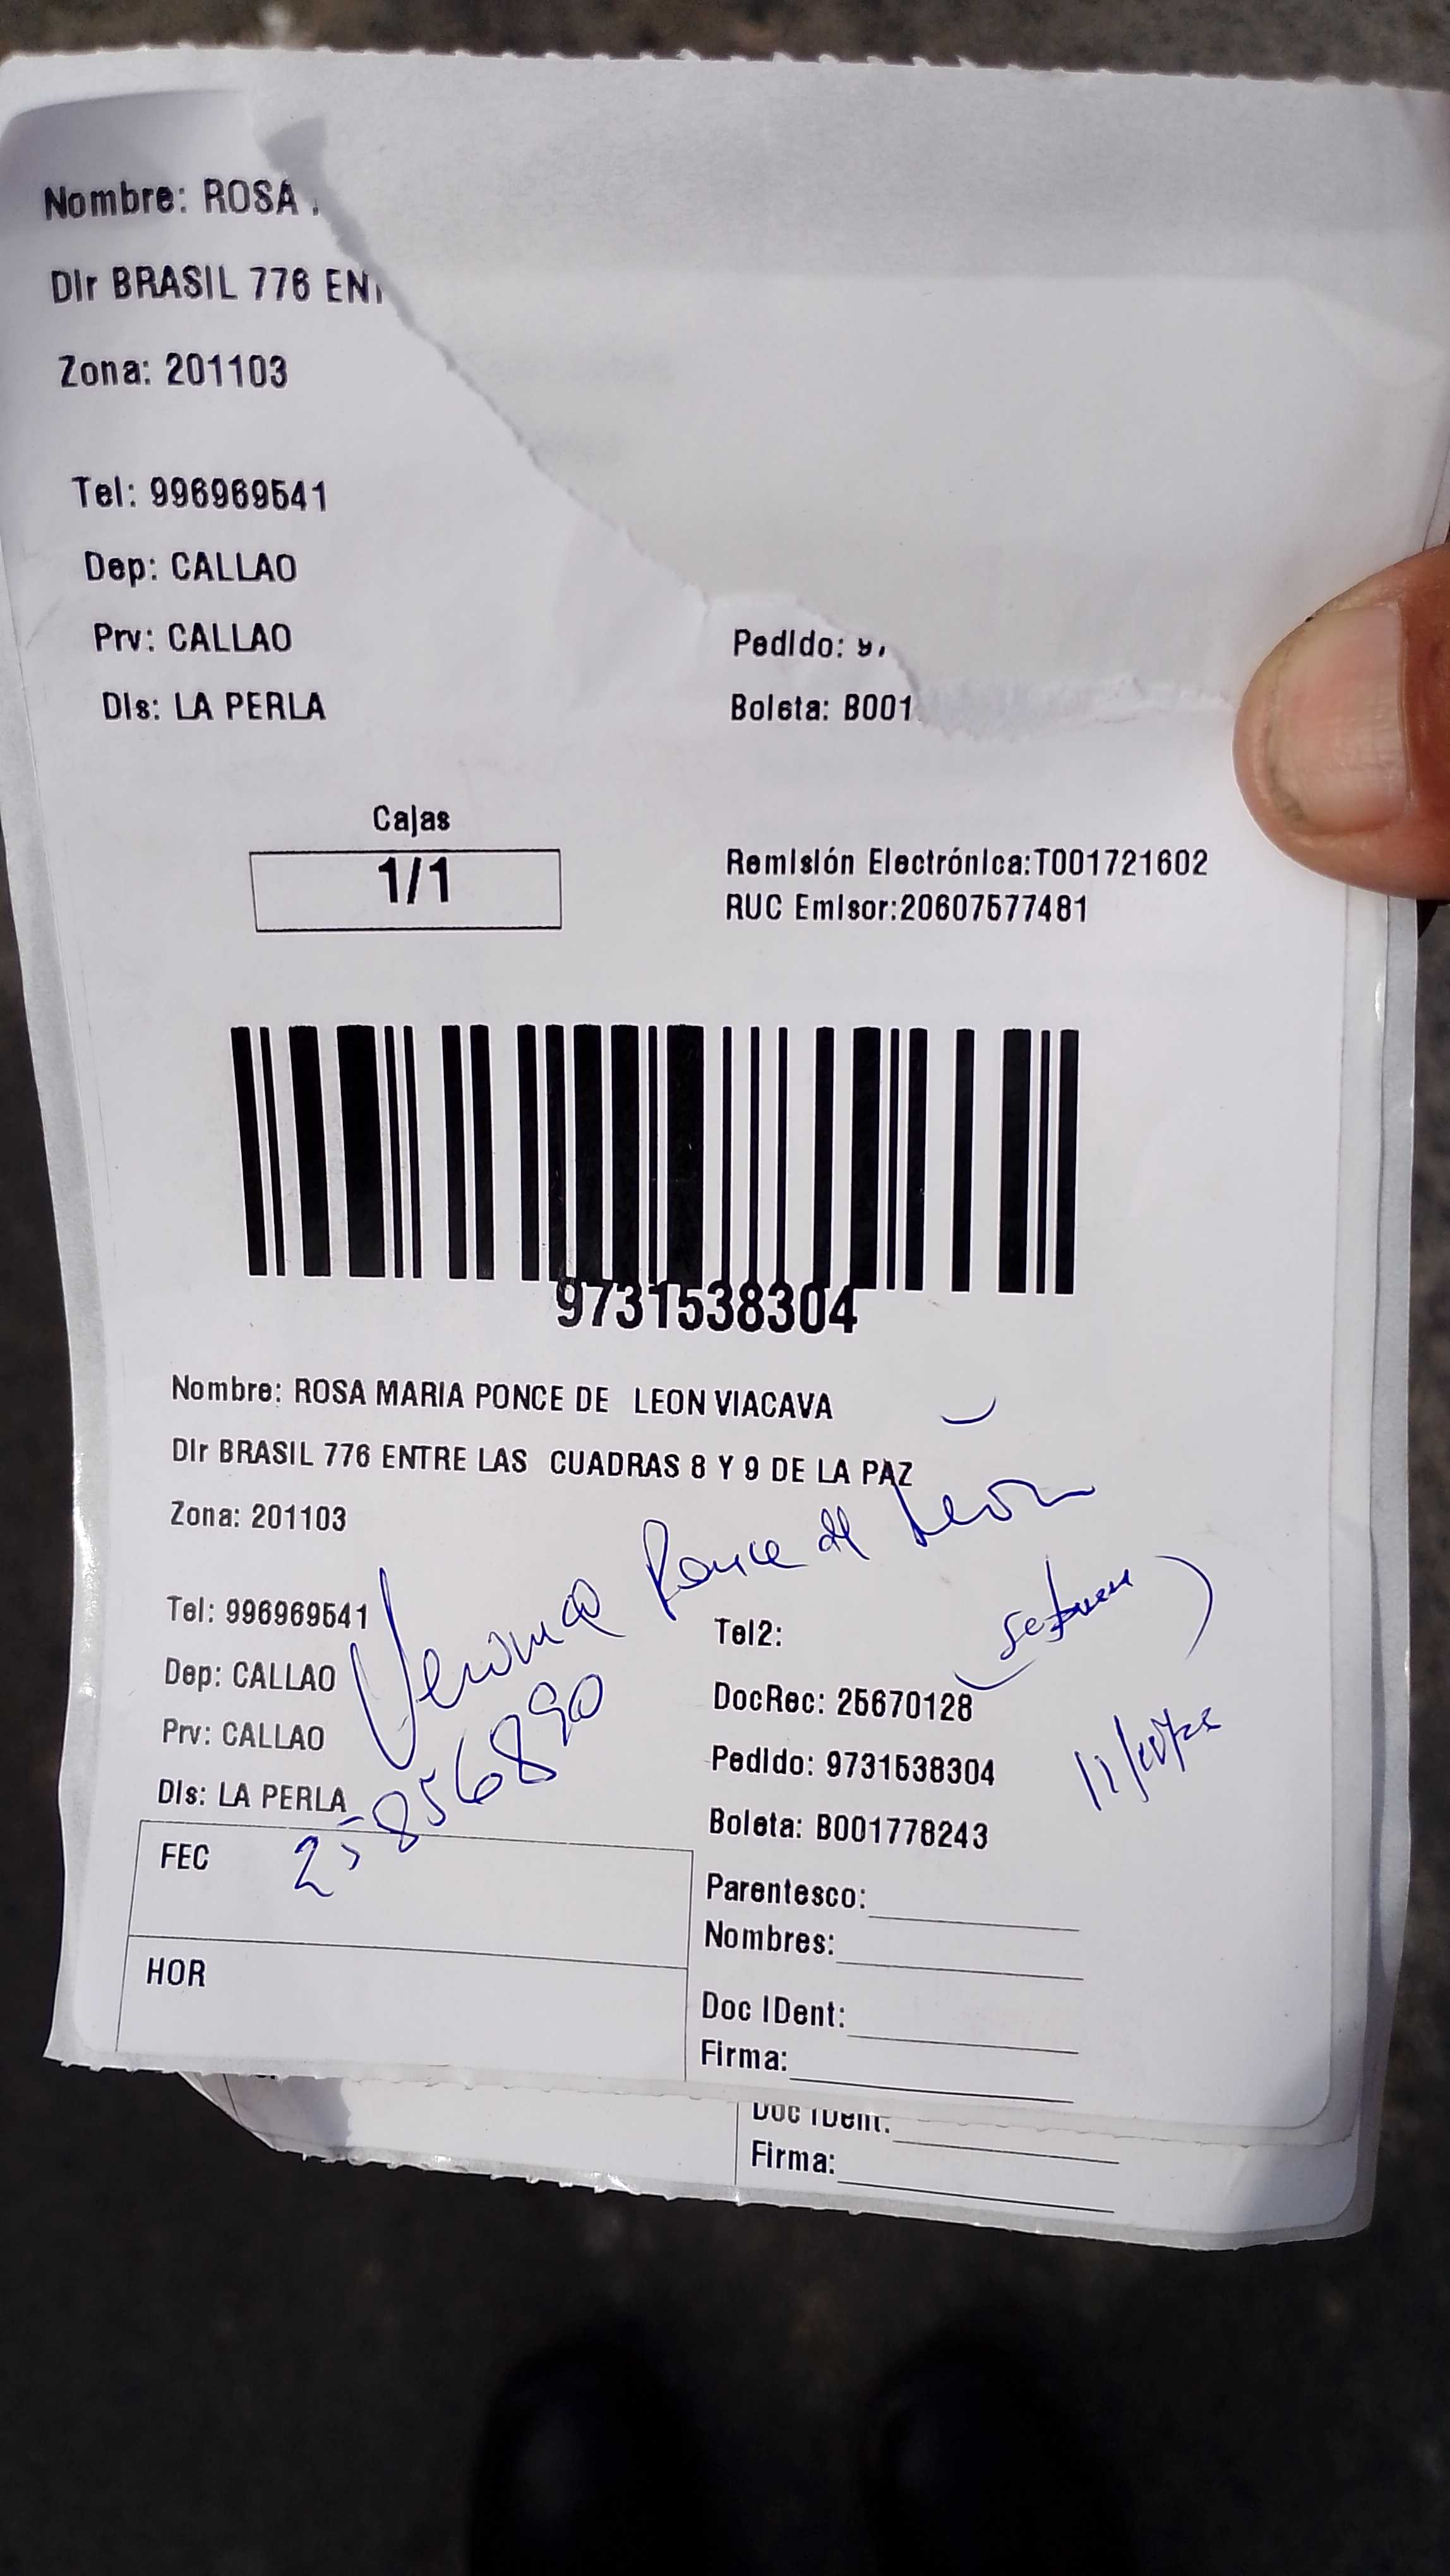 Nombre: ROSA
Dir BRASIL 776 EN
Zona: 201103
Tel: 996969541
Dep: CALLAO
Prv: CALLAO
Dis: LA PERLA
Pedido: 97
Boleta: B001
Cajas
1/1
Remisión Electrónica:T001721602
RUC Emisor:20607577481
9731538304
Nombre: ROSA MARIA PONCE DE LEON VIACAVA
Dir BRASIL 776 ENTRE LAS CUADRAS 8 Y 9 DE LA PAZ
Zona: 201103
Veronica Ponce de Leon
Tel: 996969541
Tel2:
Dep: CALLAO
DocRec: 25670128
Prv: CALLAO
Pedido: 9731538304
Dis: LA PERLA
25856890
Boleta: B001778243
FEC
Parentesco:
Nombres:
HOR
Doc IDent:
Firma:
Doc IDent:
Firma: